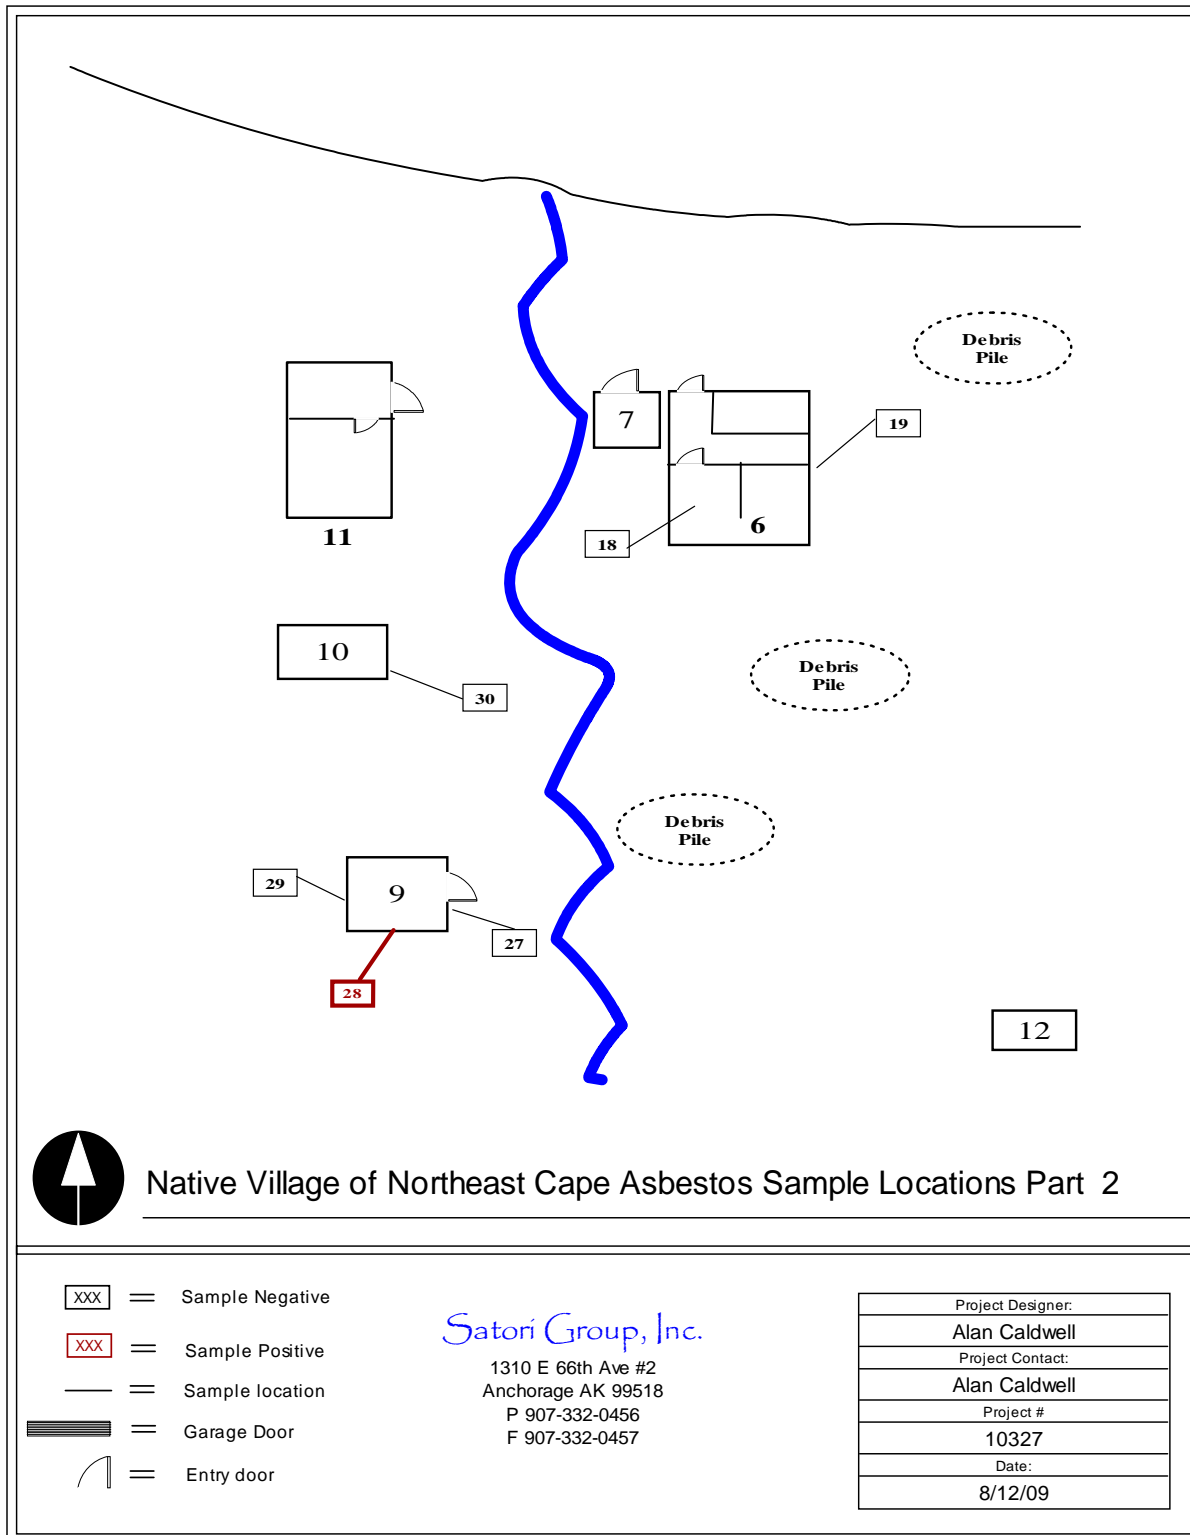 Debris
Pile
7
19
11
18
6
10
Debris
Pile
30
Debris
Pile
29
9
27
28
12
Native Village of Northeast Cape Asbestos Sample Locations Part 2
XXX = Sample Negative
XXX = Sample Positive
= Sample location
= Garage Door
= Entry door
Satori Group, Inc.
1310 E 66th Ave #2
Anchorage AK 99518
P 907-332-0456
F 907-332-0457
Project Designer:
Alan Caldwell
Project Contact:
Alan Caldwell
Project #
10327
Date:
8/12/09